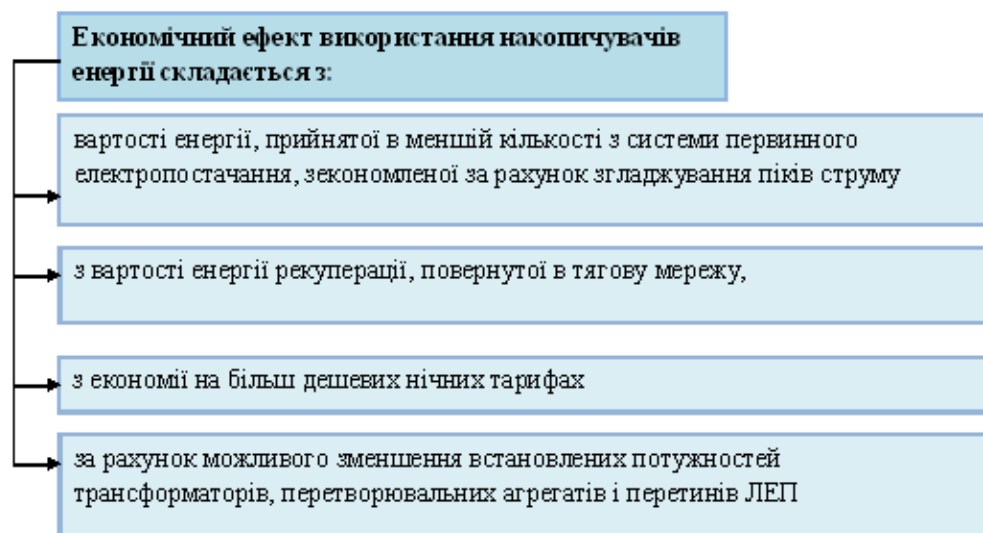 Економічний ефект використання накопичувачів
енергії складається з:
вартості енергії, прийнятої в меншій кількості з системи первинного
електропостачання, зекономленої за рахунок згладжування піків струму
з вартості енергії рекуперації, повернутої в тягову мережу,
з економії на більш дешевих нічних тарифах
за рахунок можливого зменшення встановлених потужностей
трансформаторів, перетворювальних агрегатів і перетинів ЛЕП